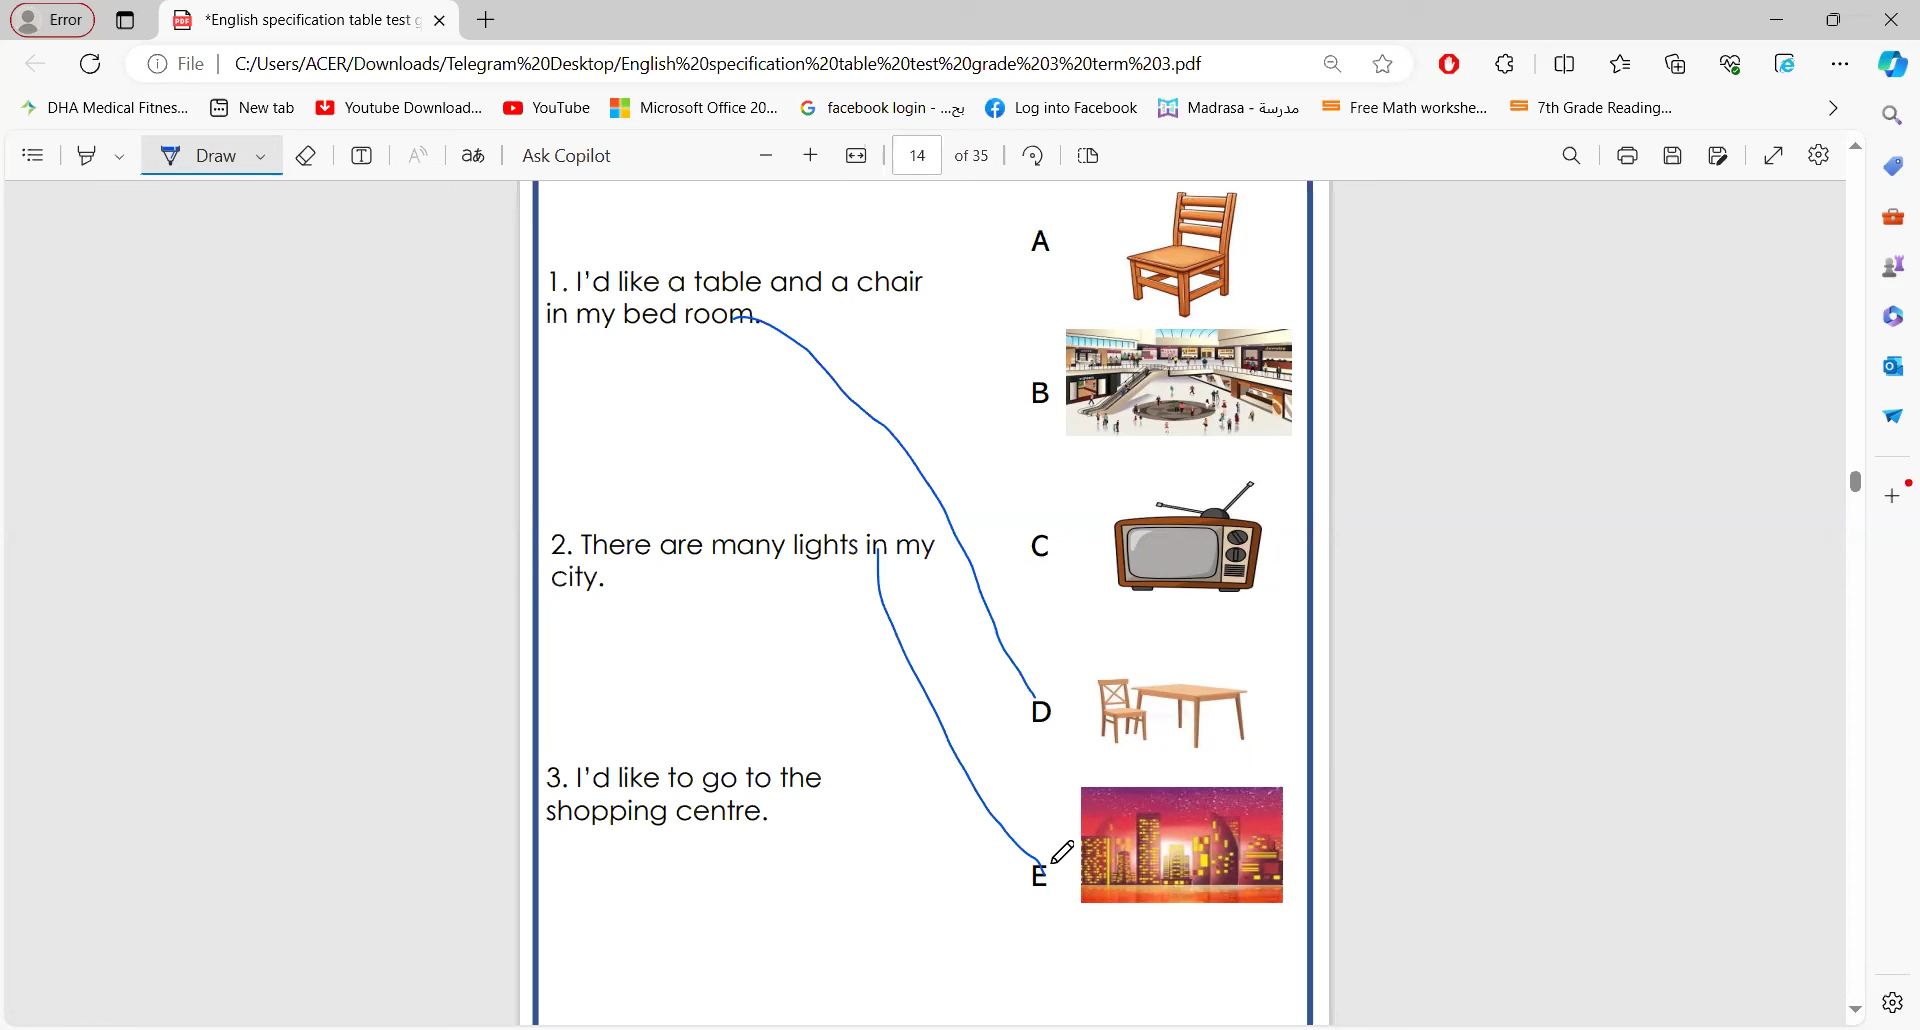 Error
*English specification table test g
File
C:/Users/ACER/Downloads/Telegram%20Desktop/English%20specification%20table%20test%20grade%203%20term%203.pdf
DHA Medical Fitnes...
New tab
Youtube Download...
YouTube
Microsoft Office 20...
facebook login - بح...
Log into Facebook
Madrasa - مدرسة
Free Math workshe...
7th Grade Reading...
Draw
Ask Copilot
14 of 35
A
1. I'd like a table and a chair
in my bed room.
B
2. There are many lights in my
city.
C
D
3. I'd like to go to the
shopping centre.
E